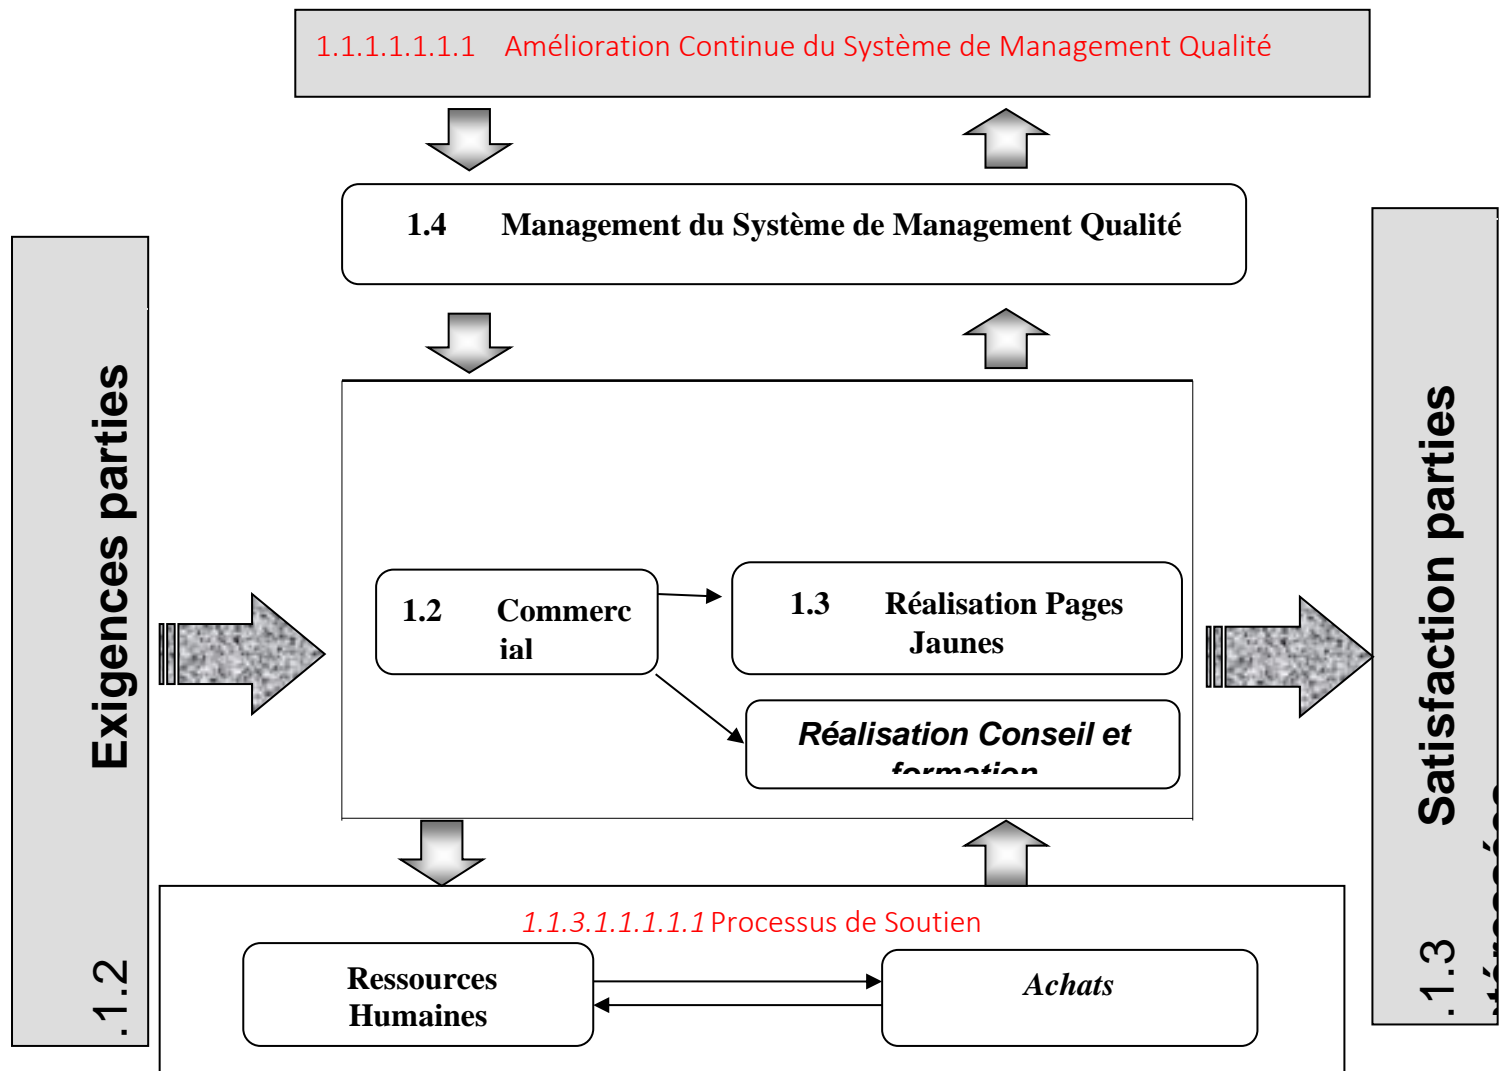 1.1.1.1.1.1.1 Amélioration Continue du Système de Management Qualité
1.4 Management du Système de Management Qualité
.1.2 Exigences parties
1.2 Commerc
ial
1.3 Réalisation Pages
Jaunes
Réalisation Conseil et
formation
.1.3 Satisfaction parties
1.1.3.1.1.1.1.1 Processus de Soutien
Ressources
Humaines
Achats